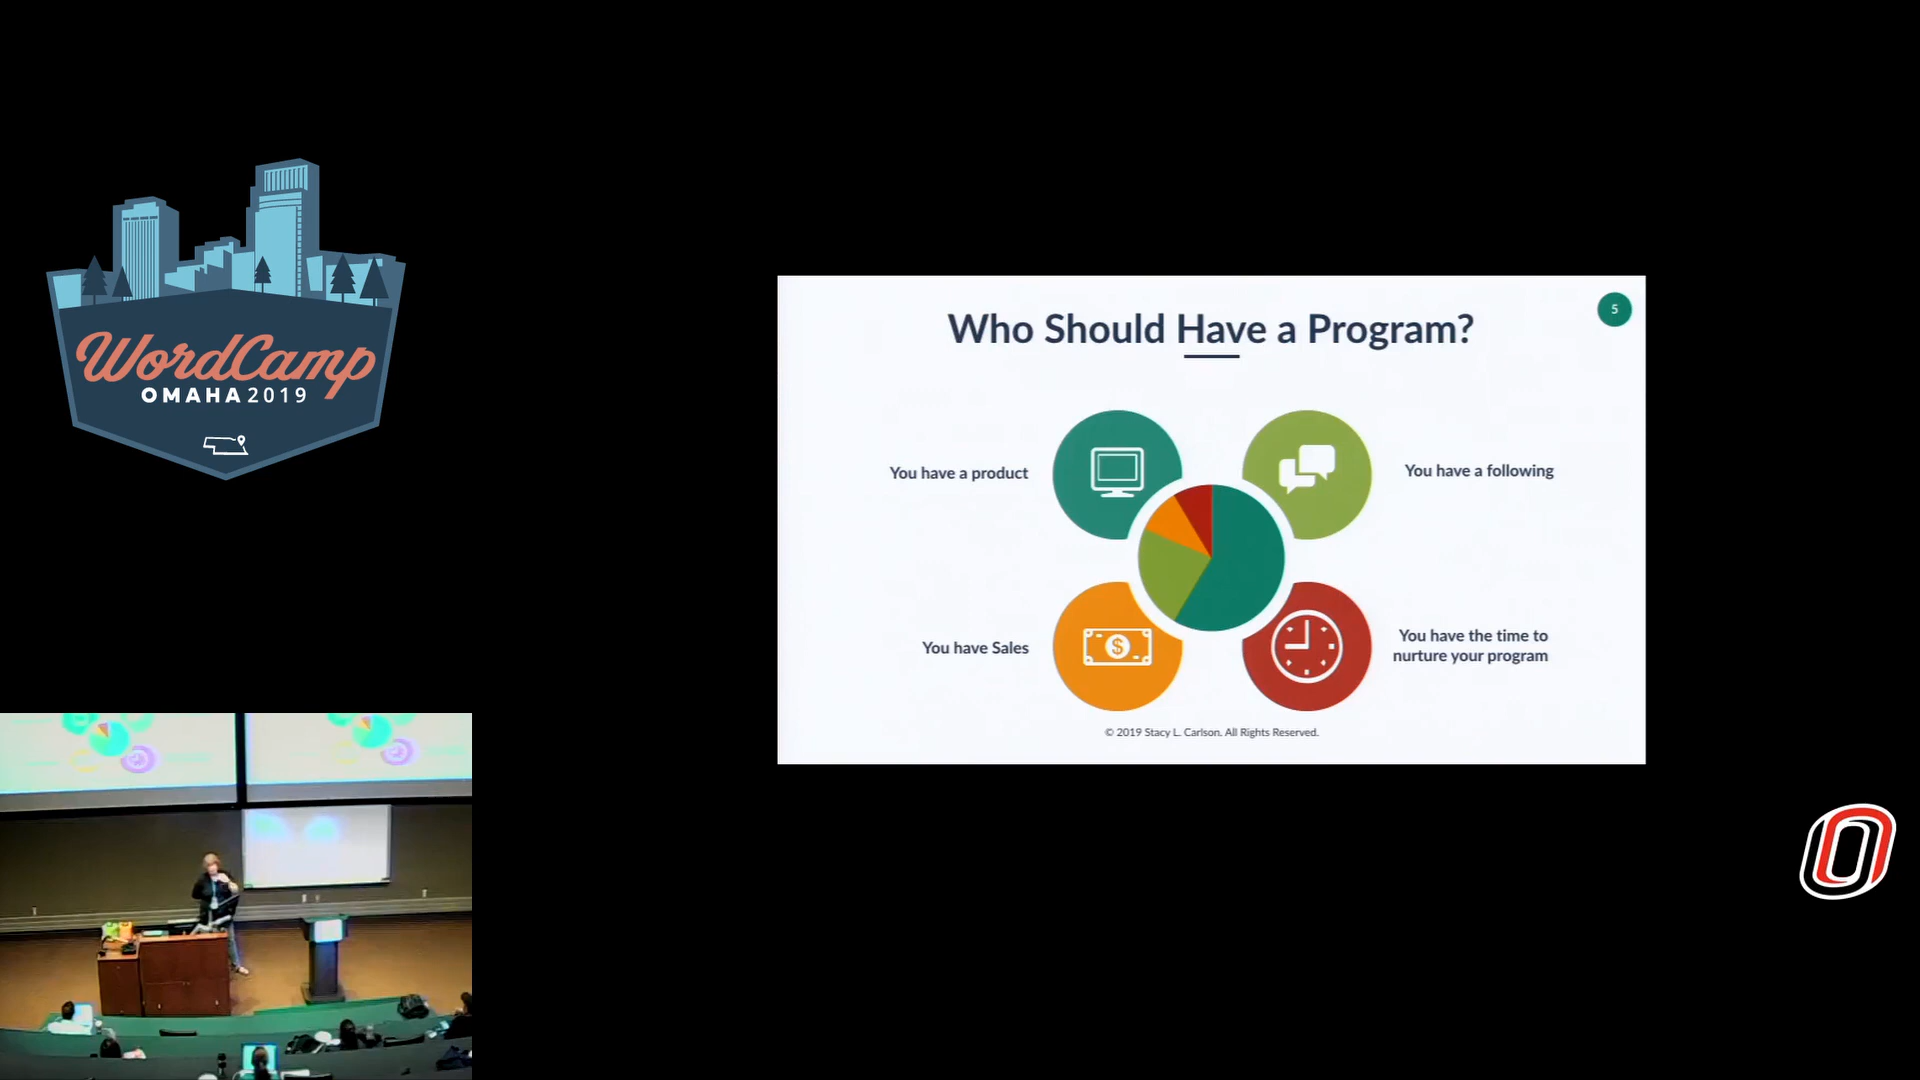 WordCamp
OMAHA 2019
Who Should Have a Program?
5
You have a product
You have a following
You have Sales
$
You have the time to
nurture your program
© 2019 Stacy L. Carlson. All Rights Reserved.
O